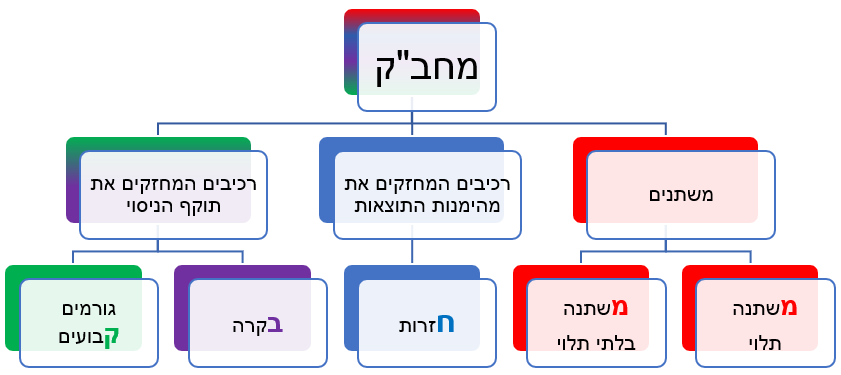 מחב"ק
משתנים
רכיבים המחזקים את
מהימנות התוצאות
רכיבים המחזקים את
תוקף הניסוי
משתנה
תלוי
משתנה
בלתי תלוי
חזרות
בקרה
גורמים
קבועים